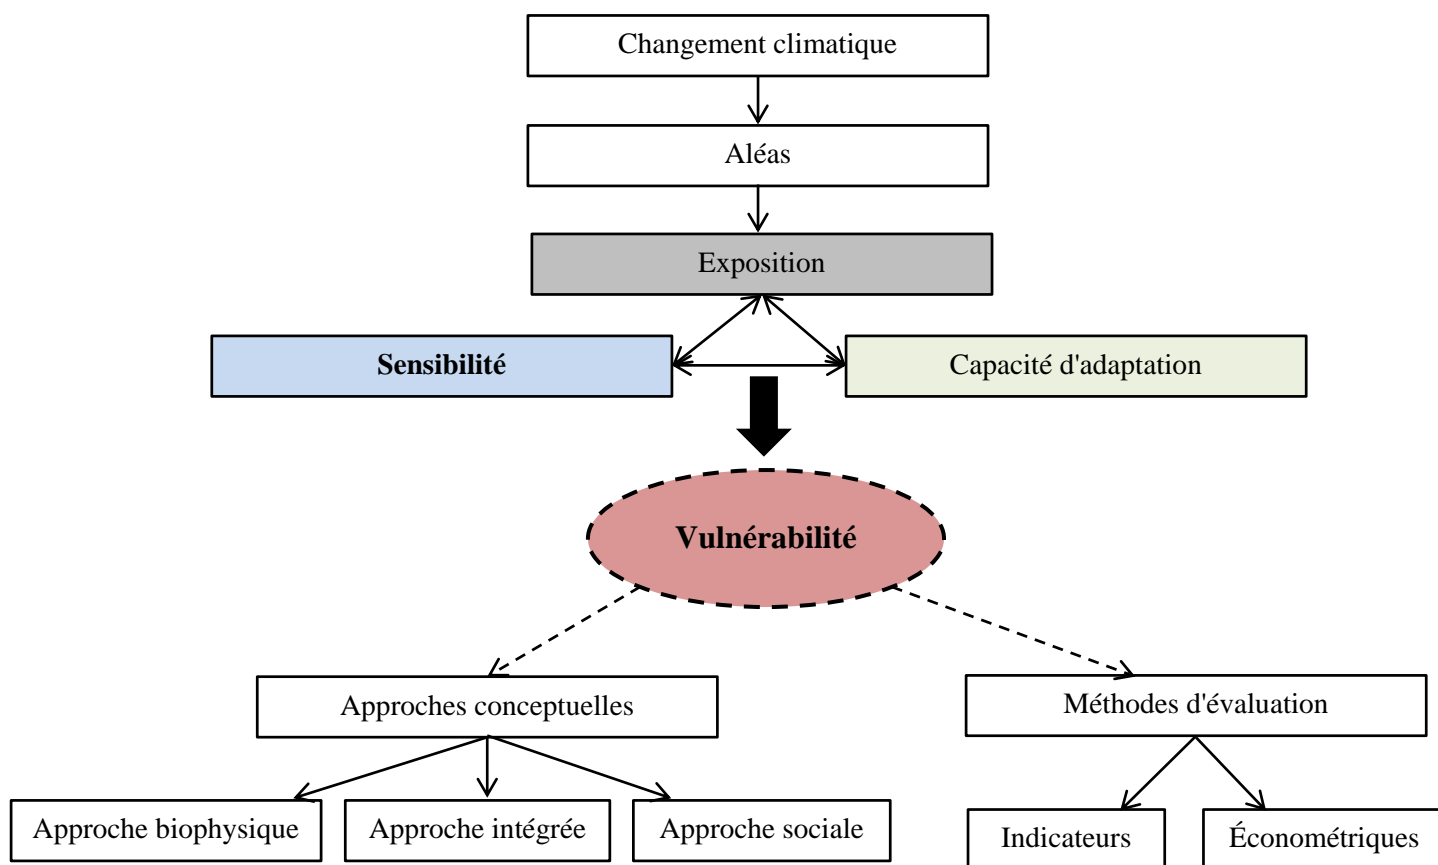 Changement climatique
Aléas
Exposition
Sensibilité
Capacité d'adaptation
Vulnérabilité
Approches conceptuelles
Méthodes d'évaluation
Approche biophysique
Approche intégrée
Approche sociale
Indicateurs
Économétriques